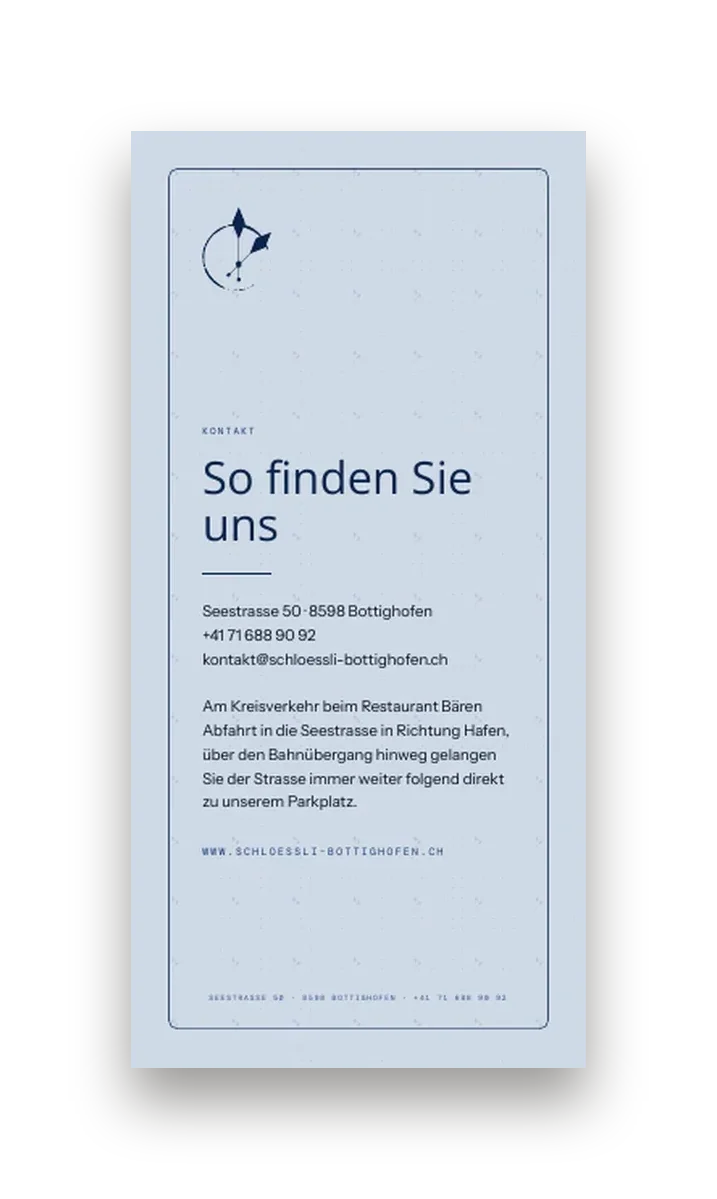 KONTAKT
So finden Sie
uns
Seestrasse 50 · 8598 Bottighofen
+41 71 688 90 92
kontakt@schloessli-bottighofen.ch
Am Kreisverkehr beim Restaurant Bären
Abfahrt in die Seestrasse in Richtung Hafen,
über den Bahnübergang hinweg gelangen
Sie der Strasse immer weiter folgend direkt
zu unserem Parkplatz.
WWW.SCHLOESSLI-BOTTIGHOFEN.CH
SEESTRASSE 50 · 8598 BOTTIGHOFEN · +41 71 688 90 92